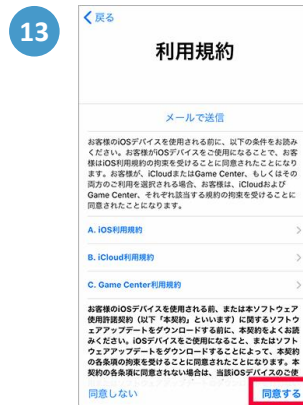 13
戻る
利用規約
メールで送信
お客様のiOSデバイスを使用される前に、以下の条件をお読み
ください。お客様がiOSデバイスをご使用になることで、お客
様はiOS利用規約の拘束を受けることに同意されたことになり
ます。お客様が、iCloudまたはGame Center、もしくはその
両方のご利用を選択される場合、お客様は、iCloudおよび
Game Center、それぞれ該当する規約の拘束を受けることに
同意されたことになります。
A. iOS利用規約
B. iCloud利用規約
C. Game Center利用規約
お客様のiOSデバイスを使用される前、または本ソフトウェア
使用許諾契約（以下「本契約」といいます）に関するソフトウ
ェアアップデートをダウンロードする前に、本契約をよくお読
みください。iOSデバイスをご使用になること、またはソフト
ウェアアップデートをダウンロードすることによって、本契約
の各条項の拘束を受けることに同意されたことになります。本
契約の各条項に同意されない場合は、当該iOSデバイスのご使
同意しない
同意する